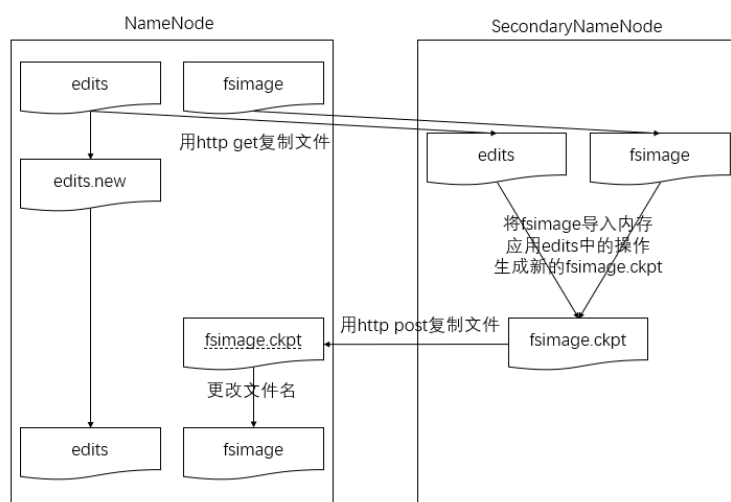 NameNode
SecondaryNameNode
edits
fsimage
用http get复制文件
edits
fsimage
edits.new
将fsimage导入内存
应用edits中的操作
生成新的fsimage.ckpt
fsimage.ckpt
用http post复制文件
fsimage.ckpt
更改文件名
edits
fsimage